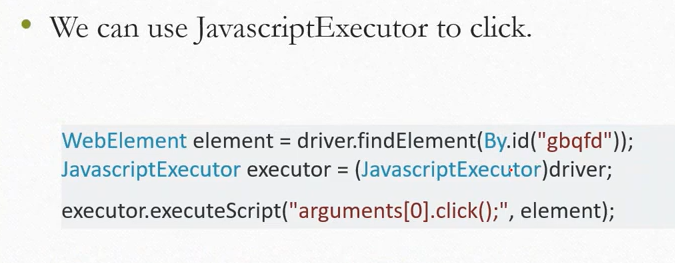 We can use JavascriptExecutor to click.
WebElement element = driver.findElement(By.id("gbqfd"));
JavascriptExecutor executor = (JavascriptExecutor)driver;
executor.executeScript("arguments[0].click();", element);